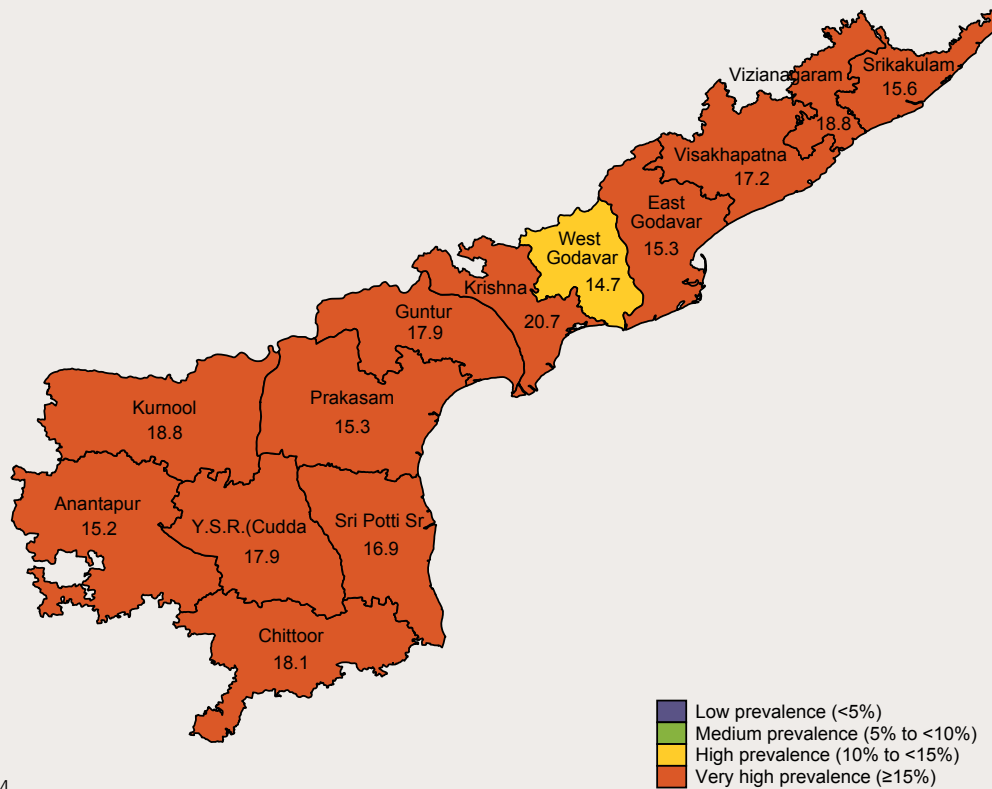 Vizianagaram
Srikakulam
15.6
18.8
Visakhapatna
17.2
East
Godavar
15.3
West
Godavar
14.7
Krishna
20.7
Guntur
17.9
Prakasam
15.3
Kurnool
18.8
Anantapur
15.2
Y.S.R.(Cudda
17.9
Sri Potti Sr
16.9
Chittoor
18.1
Low prevalence (<5%)
Medium prevalence (5% to <10%)
High prevalence (10% to <15%)
Very high prevalence (≥15%)